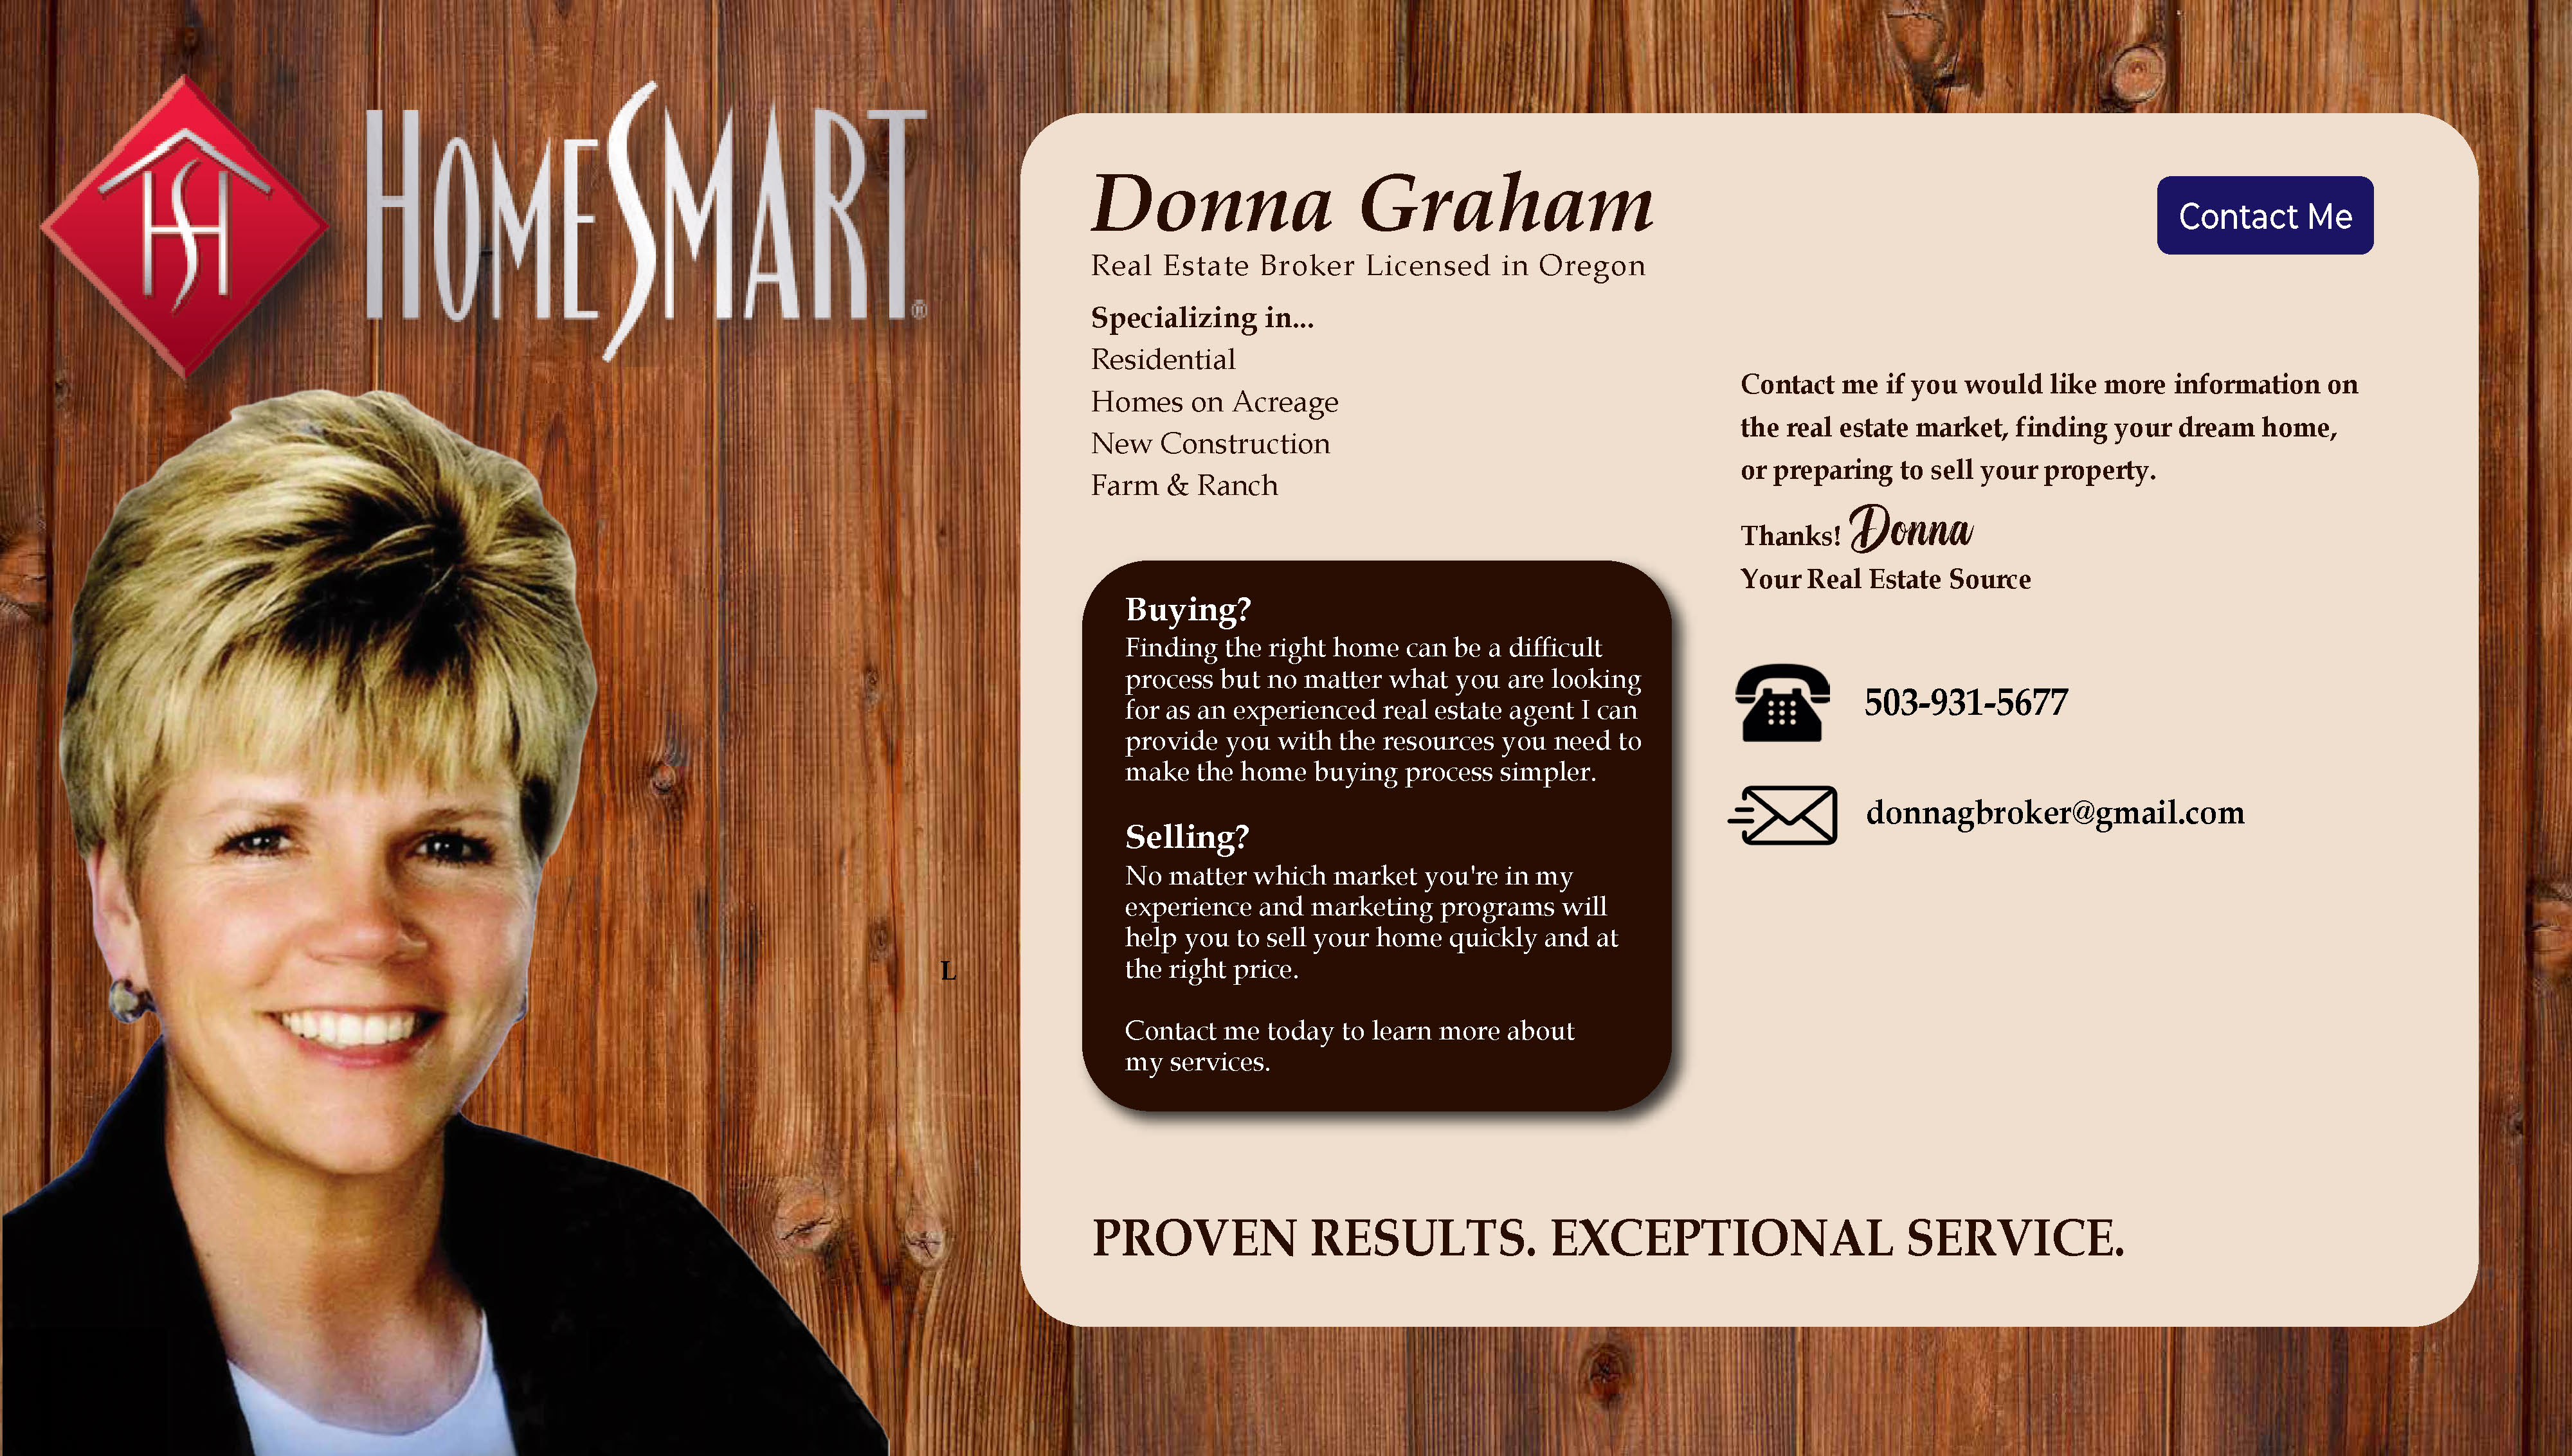 HS
HOMESMART®
Donna Graham
Contact Me
Real Estate Broker Licensed in Oregon
Specializing in...
Residential
Homes on Acreage
New Construction
Farm & Ranch
Contact me if you would like more information on
the real estate market, finding your dream home,
or preparing to sell your property.
Thanks! Donna
Your Real Estate Source
Buying?
Finding the right home can be a difficult
process but no matter what you are looking
for as an experienced real estate agent I can
provide you with the resources you need to
make the home buying process simpler.
Selling?
No matter which market you're in my
experience and marketing programs will
help you to sell your home quickly and at
the right price.
Contact me today to learn more about
my services.
503-931-5677
donnagbroker@gmail.com
L
PROVEN RESULTS. EXCEPTIONAL SERVICE.